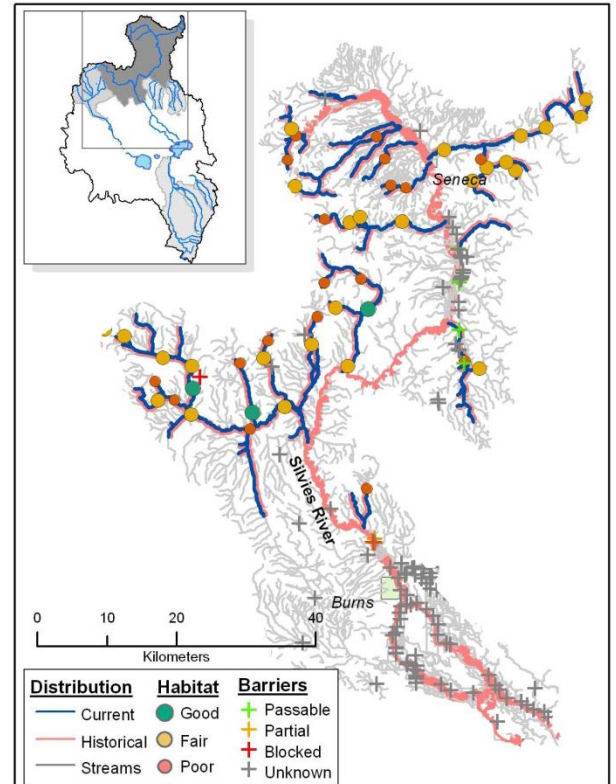 Seneca
Silvies River
Burns
0 20 40
Kilometers
Distribution Habitat Barriers
Current Good Passable
Historical Fair Partial
Streams Poor Blocked
Unknown